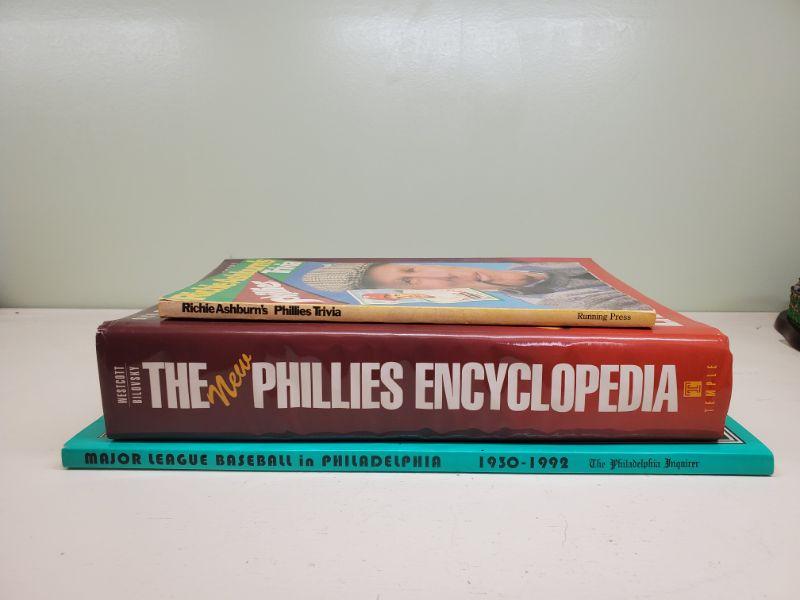 Richie Ashburn's Phillies Trivia Running Press
WESTCOTT
BILOVSKY
THE New PHILLIES ENCYCLOPEDIA
T TEMPLE
MAJOR LEAGUE BASEBALL in PHILADELPHIA 1930-1992 The Philadelphia Inquirer